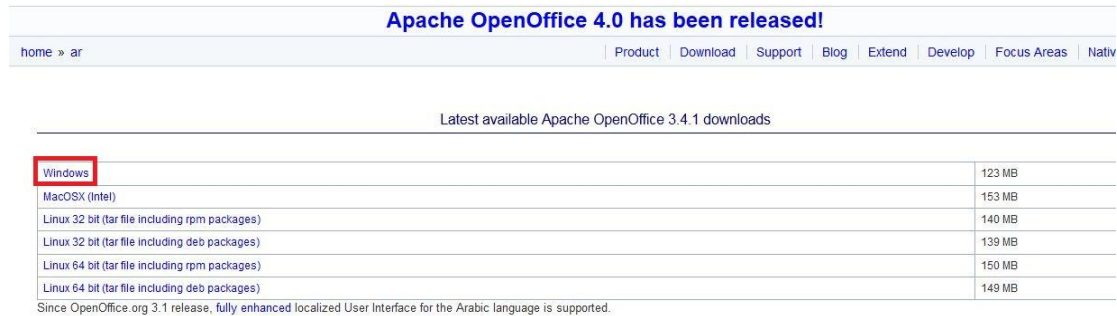 Apache OpenOffice 4.0 has been released!
home » ar Product Download Support Blog Extend Develop Focus Areas Nativ
Latest available Apache OpenOffice 3.4.1 downloads
Windows 123 MB
MacOSX (Intel) 153 MB
Linux 32 bit (tar file including rpm packages) 140 MB
Linux 32 bit (tar file including deb packages) 139 MB
Linux 64 bit (tar file including rpm packages) 150 MB
Linux 64 bit (tar file including deb packages) 149 MB
Since OpenOffice.org 3.1 release, fully enhanced localized User Interface for the Arabic language is supported.